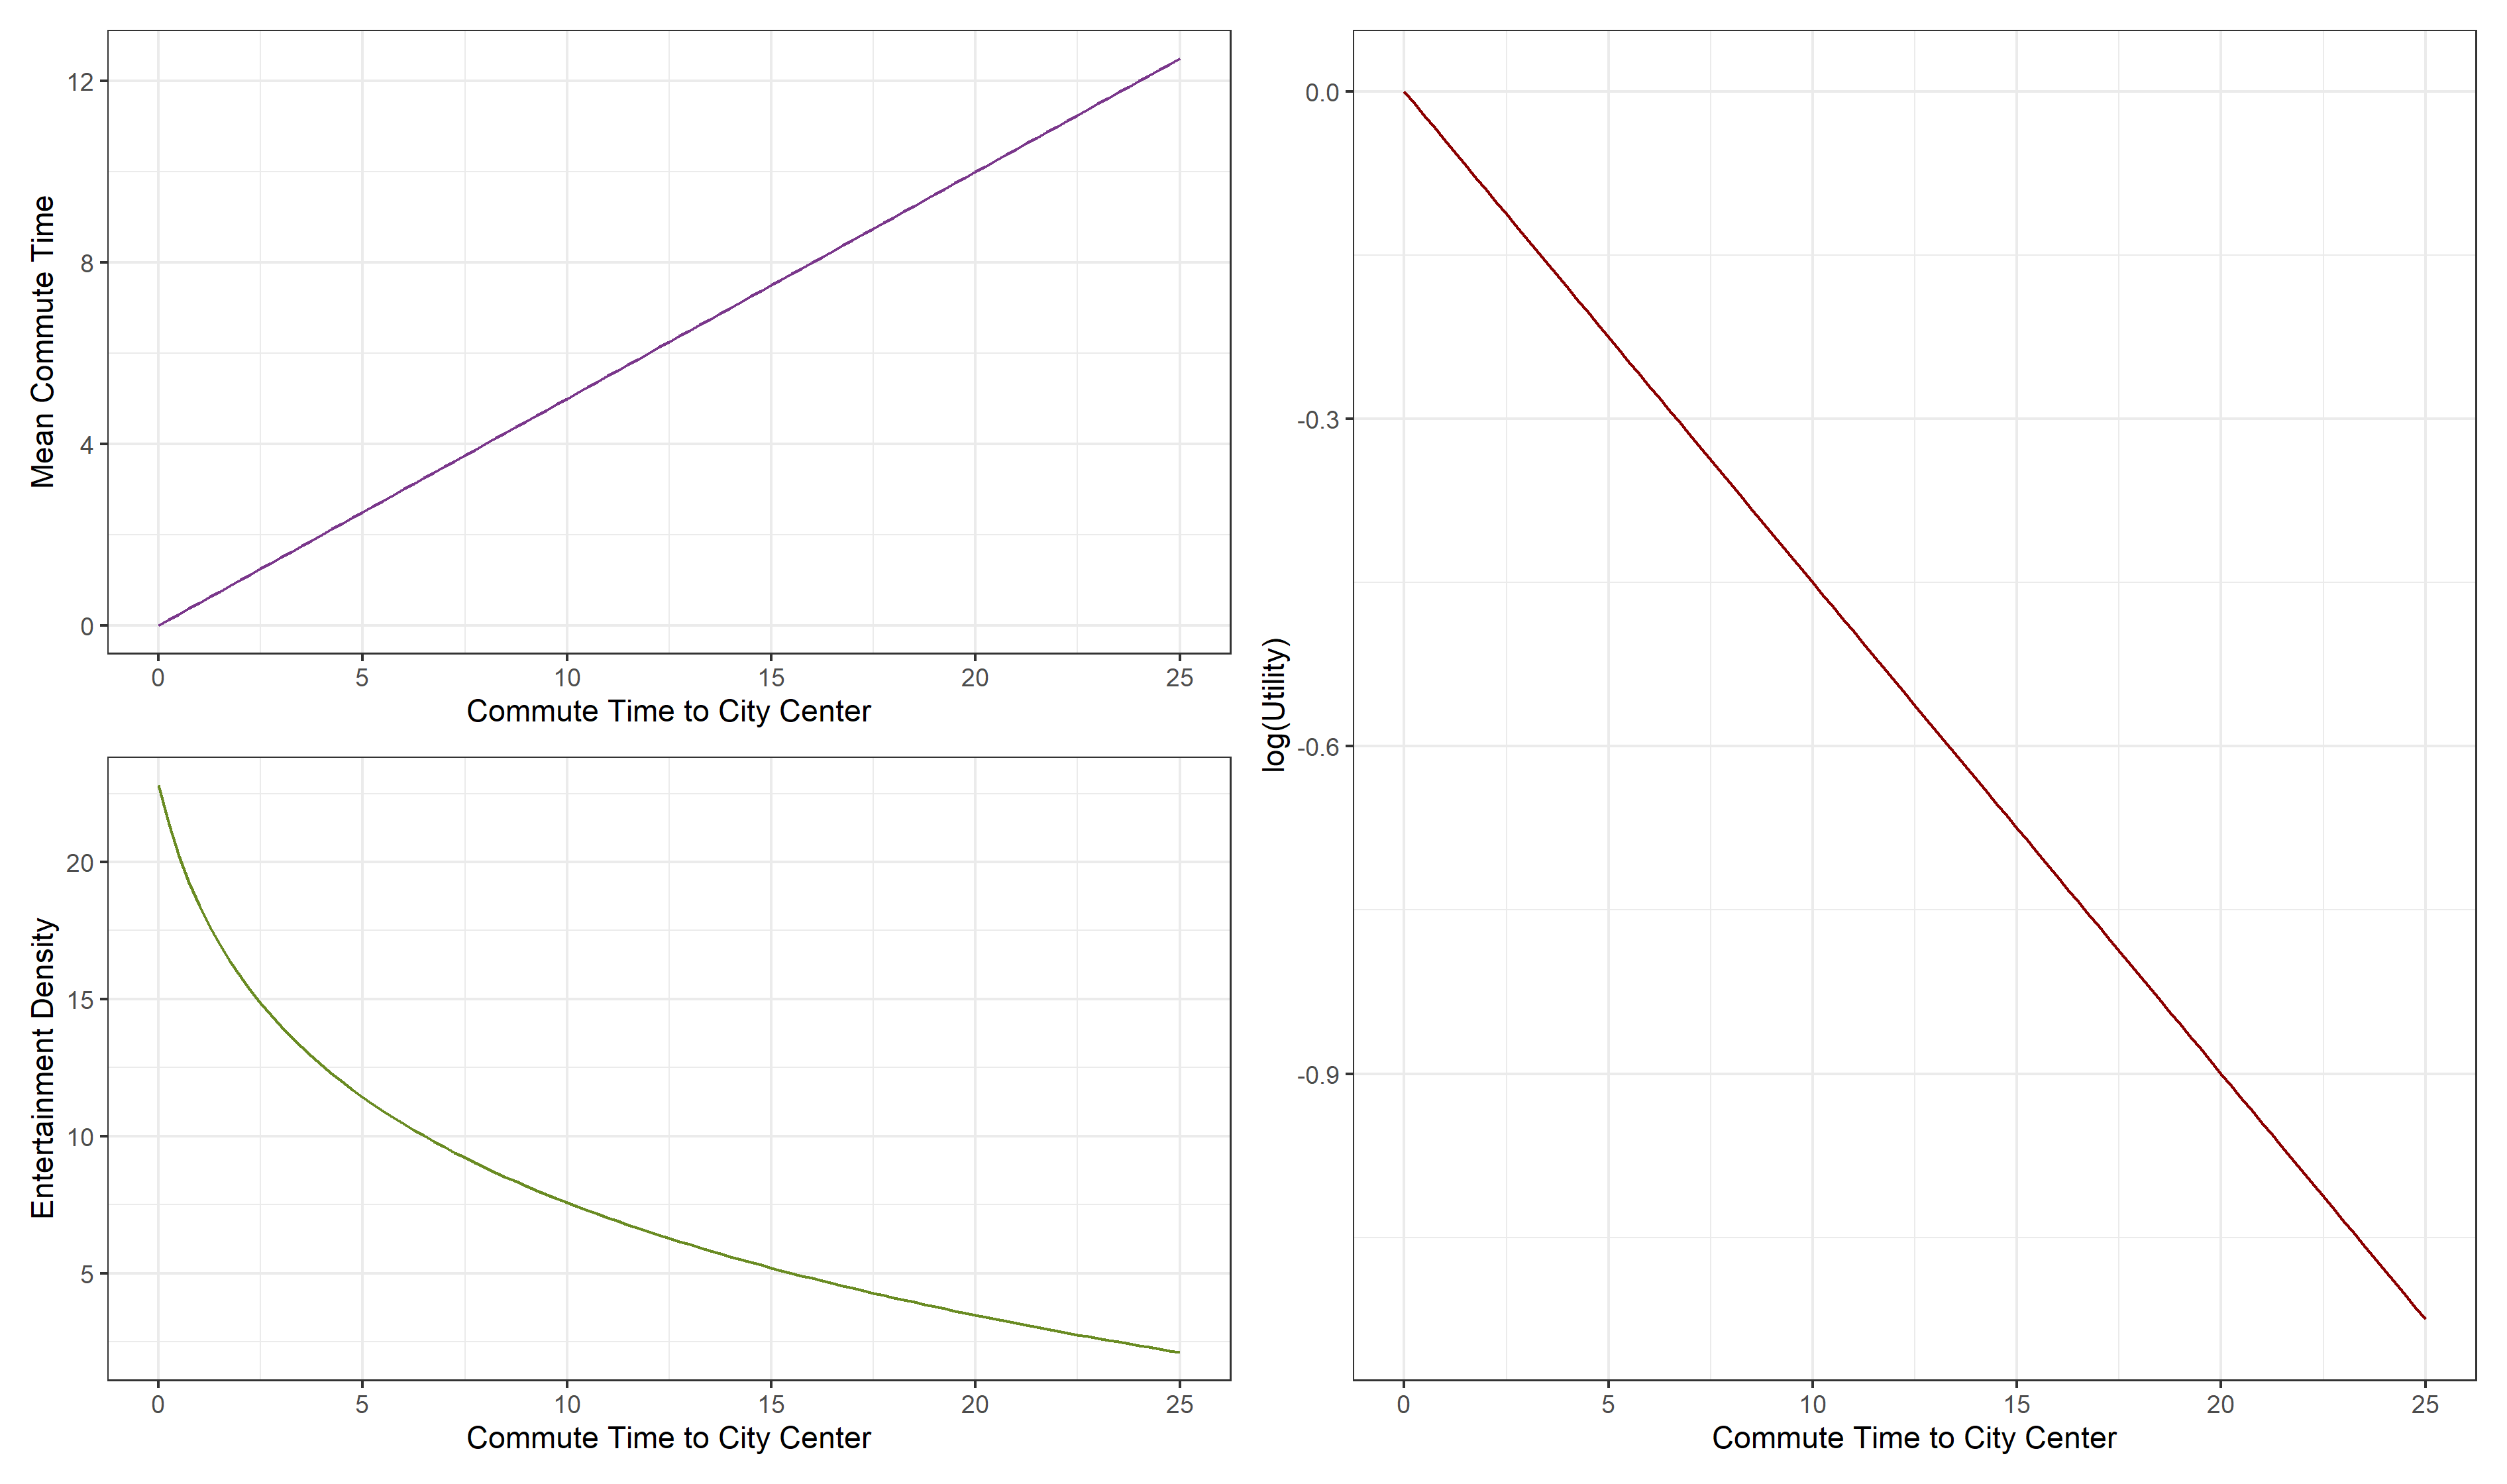 12
8
4
0
Mean Commute Time
0 5 10 15 20 25
Commute Time to City Center
20
15
10
5
Entertainment Density
0 5 10 15 20 25
Commute Time to City Center
0.0
-0.3
-0.6
-0.9
log(Utility)
0 5 10 15 20 25
Commute Time to City Center